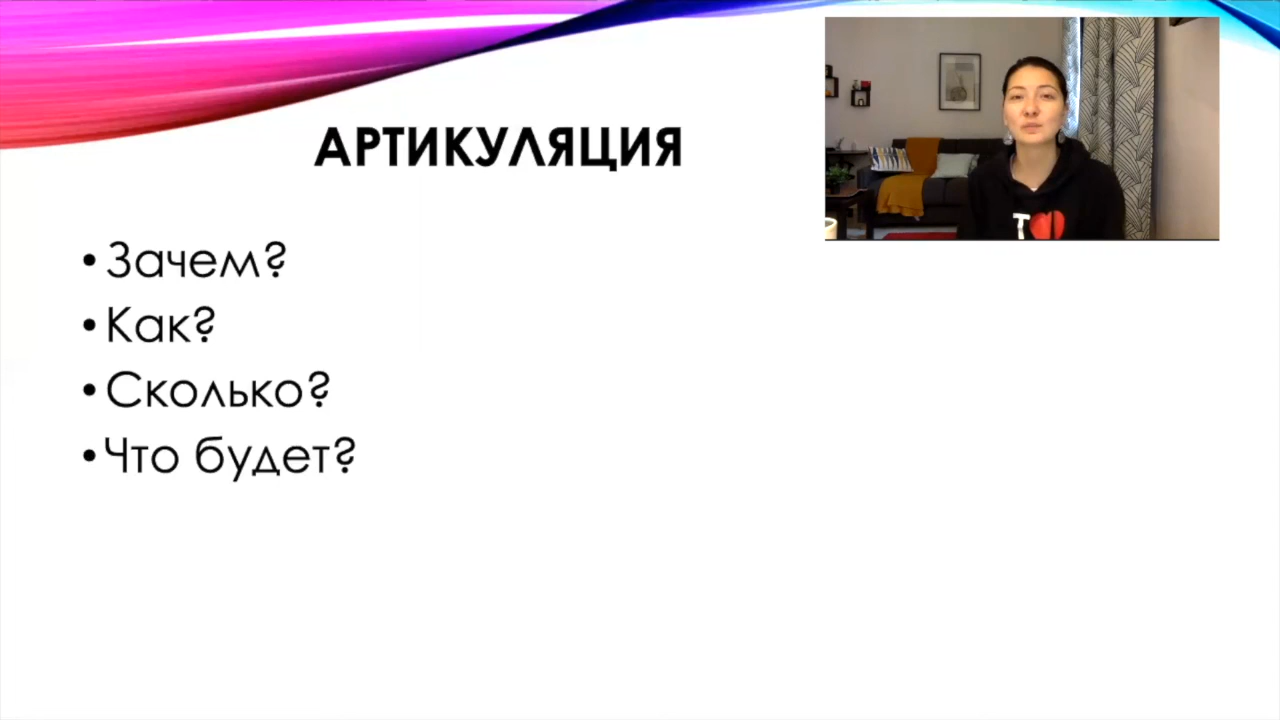 АРТИКУЛЯЦИЯ
• Зачем?
• Как?
• Сколько?
• Что будет?
T